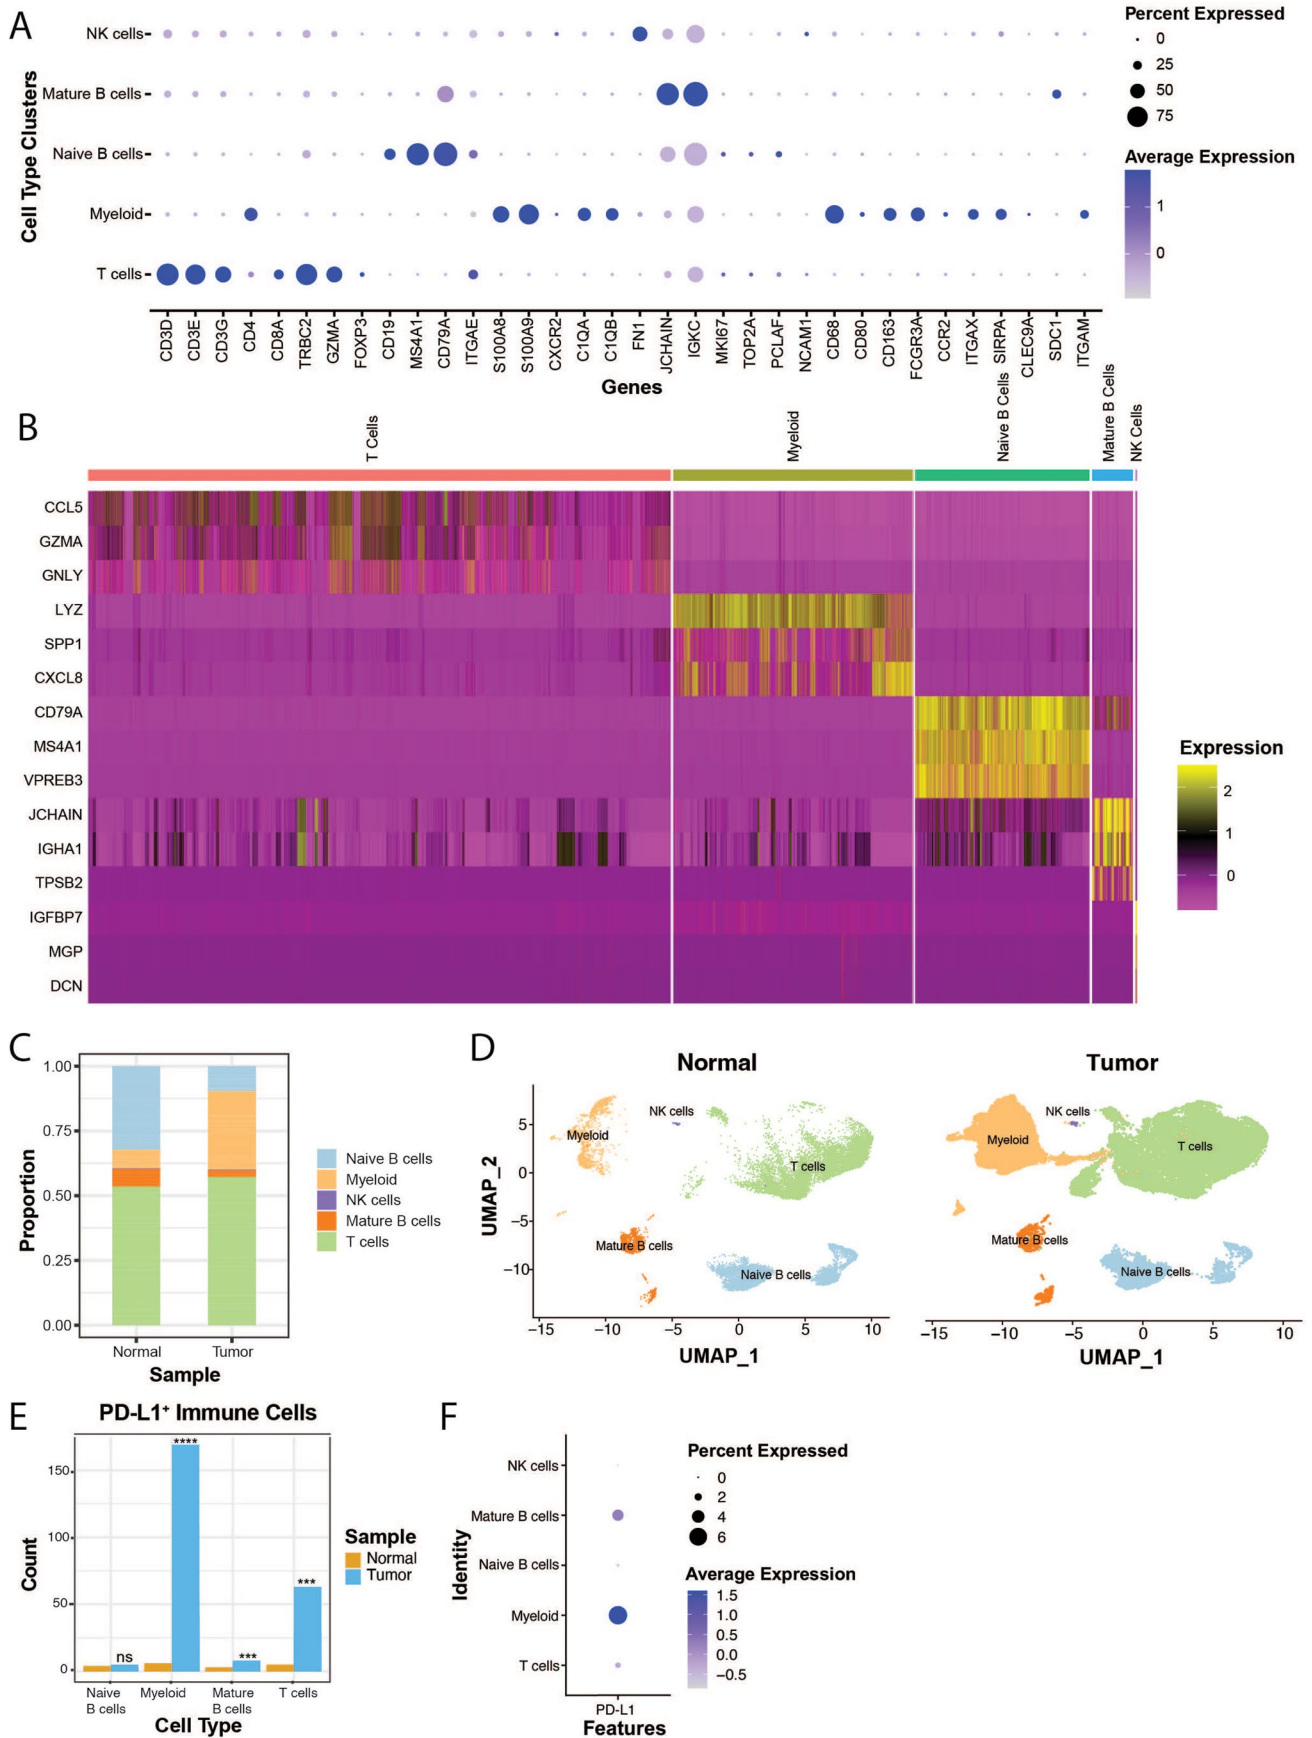 A
Cell Type Clusters
NK cells
Mature B cells
Naive B cells
Myeloid
T cells
CD3D
CD3E
CD3G
CD4
CD8A
TRBC2
GZMA
FOXP3
CD19
MS4A1
CD79A
ITGAE
S100A8
S100A9
CXCR2
C1QA
C1QB
FN1
JCHAIN
IGKC
MKI67
TOP2A
PCLAF
NCAM1
CD68
CD80
CD163
FCGR3A
CCR2
ITGAX
SIRPA
CLEC9A
SDC1
ITGAM
Genes
Percent Expressed
0
25
50
75
Average Expression
1
0
B
T Cells
Myeloid
Naive B Cells
Mature B Cells
NK Cells
CCL5
GZMA
GNLY
LYZ
SPP1
CXCL8
CD79A
MS4A1
VPREB3
JCHAIN
IGHA1
TPSB2
IGFBP7
MGP
DCN
Expression
2
1
0
C
Proportion
1.00
0.75
0.50
0.25
0.00
Normal Tumor
Sample
Naive B cells
Myeloid
NK cells
Mature B cells
T cells
D
Normal
UMAP_2
5
0
−5
−10
NK cells
Myeloid
T cells
Mature B cells
Naive B cells
−15 −10 −5 0 5 10
UMAP_1
Tumor
NK cells
Myeloid
T cells
Mature B cells
Naive B cells
−15 −10 −5 0 5 10
UMAP_1
E
PD-L1+ Immune Cells
Count
150
100
50
0
ns
****
***
***
Naive B cells
Myeloid
Mature B cells
T cells
Cell Type
Sample
Normal
Tumor
F
Identity
NK cells
Mature B cells
Naive B cells
Myeloid
T cells
PD-L1
Features
Percent Expressed
0
2
4
6
Average Expression
1.5
1.0
0.5
0.0
−0.5